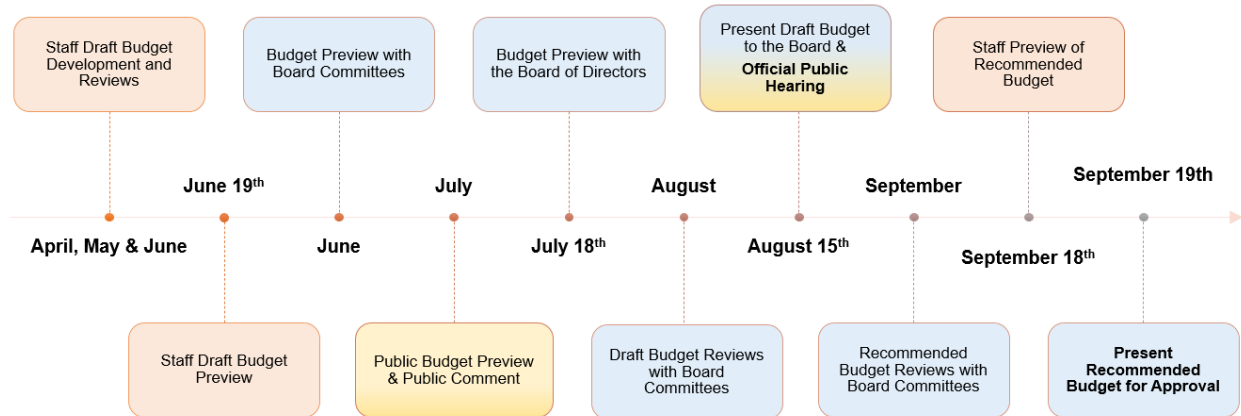 Staff Draft Budget
Development and
Reviews
Budget Preview with
Board Committees
Budget Preview with
the Board of Directors
Present Draft Budget
to the Board &
Official Public
Hearing
Staff Preview of
Recommended
Budget
June 19th
July
August
September
September 19th
April, May & June
June
July 18th
August 15th
September 18th
Staff Draft Budget
Preview
Public Budget Preview
& Public Comment
Draft Budget Reviews
with Board
Committees
Recommended
Budget Reviews with
Board Committees
Present
Recommended
Budget for Approval